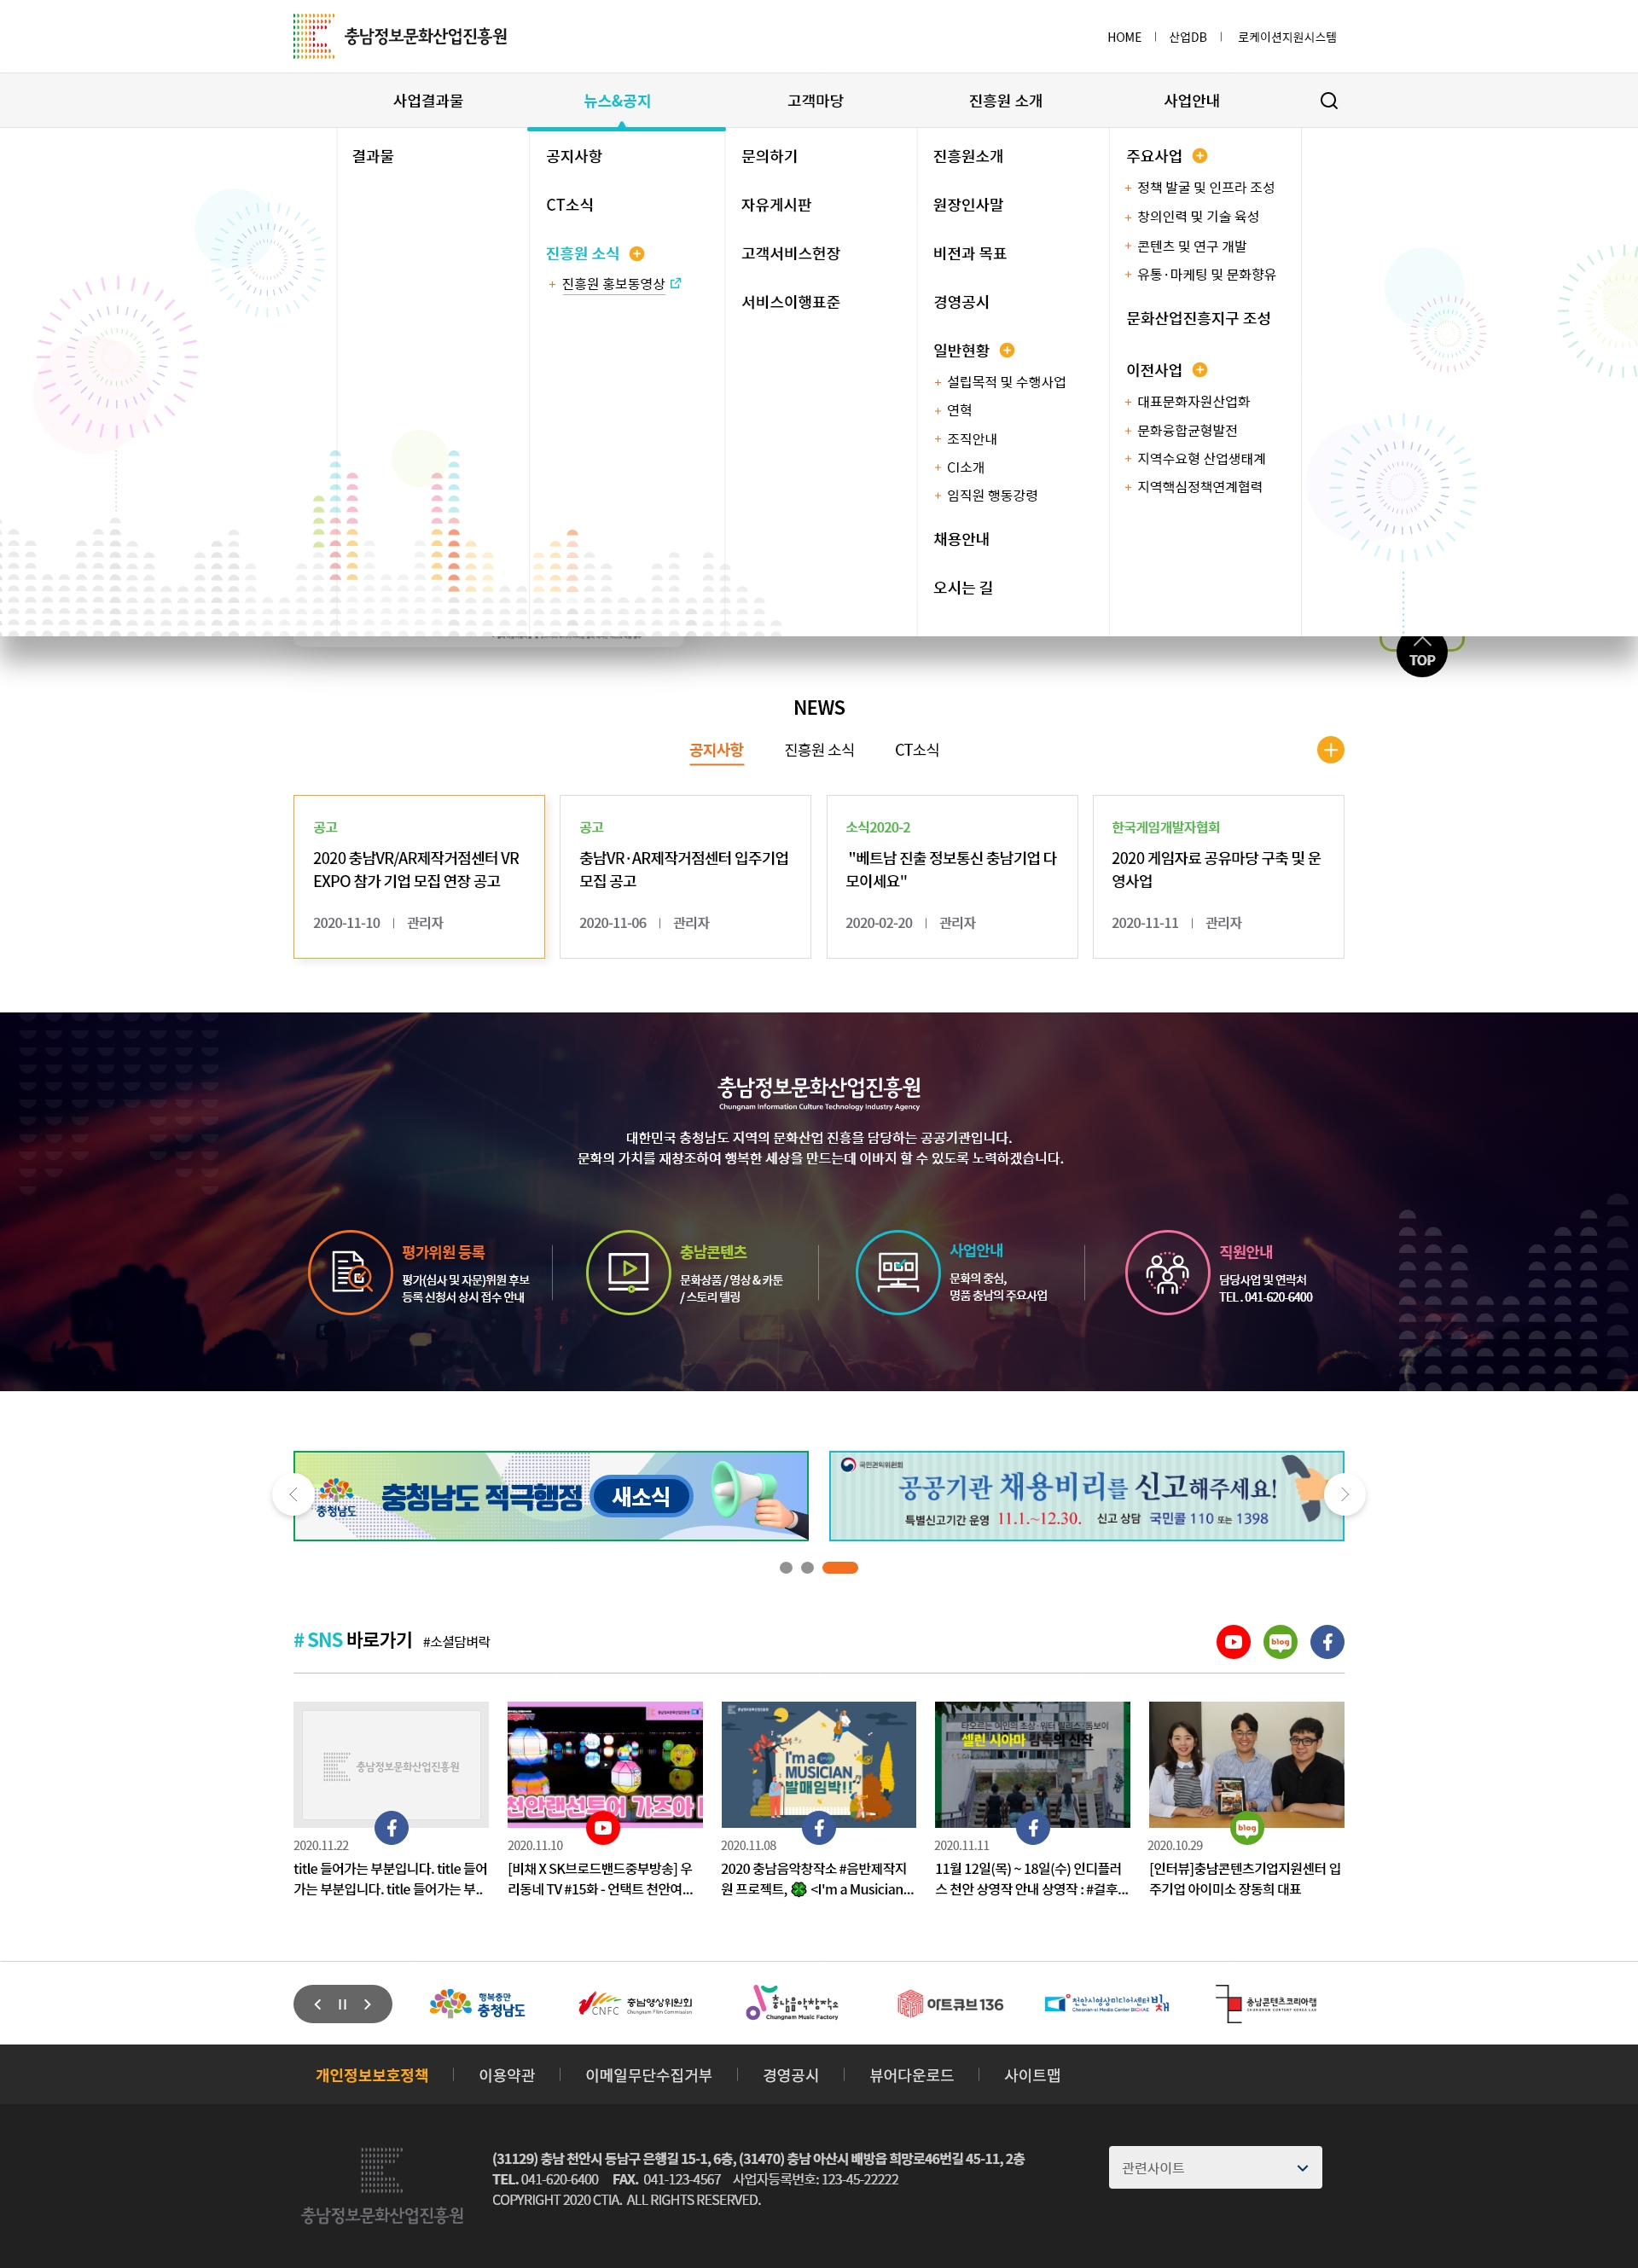 충남정보문화산업진흥원
HOME 산업DB 로케이션지원시스템
사업결과물 뉴스&공지 고객마당 진흥원 소개 사업안내
결과물
공지사항
CT소식
진흥원 소식
진흥원 홍보동영상
문의하기
자유게시판
고객서비스헌장
서비스이행표준
진흥원소개
원장인사말
비전과 목표
경영공시
일반현황
설립목적 및 수행사업
연혁
조직안내
CI소개
임직원 행동강령
채용안내
오시는 길
주요사업
정책 발굴 및 인프라 조성
창의인력 및 기술 육성
콘텐츠 및 연구 개발
유통·마케팅 및 문화향유
문화산업진흥지구 조성
이전사업
대표문화자원산업화
문화융합균형발전
지역수요형 산업생태계
지역핵심정책연계협력
TOP
NEWS
공지사항 진흥원 소식 CT소식
공고
2020 충남VR/AR제작거점센터 VR
EXPO 참가 기업 모집 연장 공고
2020-11-10 관리자
공고
충남VR·AR제작거점센터 입주기업
모집 공고
2020-11-06 관리자
소식2020-2
"베트남 진출 정보통신 충남기업 다
모이세요"
2020-02-20 관리자
한국게임개발자협회
2020 게임자료 공유마당 구축 및 운
영사업
2020-11-11 관리자
충남정보문화산업진흥원
Chungnam Information Culture Technology Industry Agency
대한민국 충청남도 지역의 문화산업 진흥을 담당하는 공공기관입니다.
문화의 가치를 재창조하여 행복한 세상을 만드는데 이바지 할 수 있도록 노력하겠습니다.
평가위원 등록
평가(심사 및 자문)위원 후보
등록 신청서 상시 접수 안내
충남콘텐츠
문화상품 / 영상 & 카툰
/ 스토리 텔링
사업안내
문화의 중심,
명품 충남의 주요사업
직원안내
담당사업 및 연락처
TEL . 041-620-6400
충청남도
충청남도 적극행정 새소식
국민권익위원회
공공기관 채용비리를 신고해주세요!
특별신고기간 운영 11.1.~12.30. 신고 상담 국민콜 110 또는 1398
# SNS 바로가기 #소셜담벼락
blog
충남정보문화산업진흥원
2020.11.22
title 들어가는 부분입니다. title 들어
가는 부분입니다. title 들어가는 부..
천안랜선투어 가즈아
2020.11.10
[비채 X SK브로드밴드중부방송] 우
리동네 TV #15화 - 언택트 천안여...
I'm a
MUSICIAN
발매임박!!
2020.11.08
2020 충남음악창작소 #음반제작지
원 프로젝트, 🍀 <I'm a Musician...
타오르는 여인의 초상·워터 릴리스·톰보이
셀린 시아마 감독의 신작
2020.11.11
11월 12일(목) ~ 18일(수) 인디플러
스 천안 상영작 안내 상영작 : #걸후...
blog
2020.10.29
[인터뷰]충남콘텐츠기업지원센터 입
주기업 아이미소 장동희 대표
행복충만
충청남도
CNFC
충남영상위원회
Chungnam Film Commission
충남음악창작소
Chungnam Music Factory
아트큐브 136
천안시영상미디어센터 비채
Cheonan-si Media Center BICHAE
충남콘텐츠코리아랩
CHUNGNAM CONTENT KOREA LAB
개인정보보호정책 이용약관 이메일무단수집거부 경영공시 뷰어다운로드 사이트맵
충남정보문화산업진흥원
(31129) 충남 천안시 동남구 은행길 15-1, 6층, (31470) 충남 아산시 배방읍 희망로46번길 45-11, 2층
TEL. 041-620-6400 FAX. 041-123-4567 사업자등록번호: 123-45-22222
COPYRIGHT 2020 CTIA. ALL RIGHTS RESERVED.
관련사이트